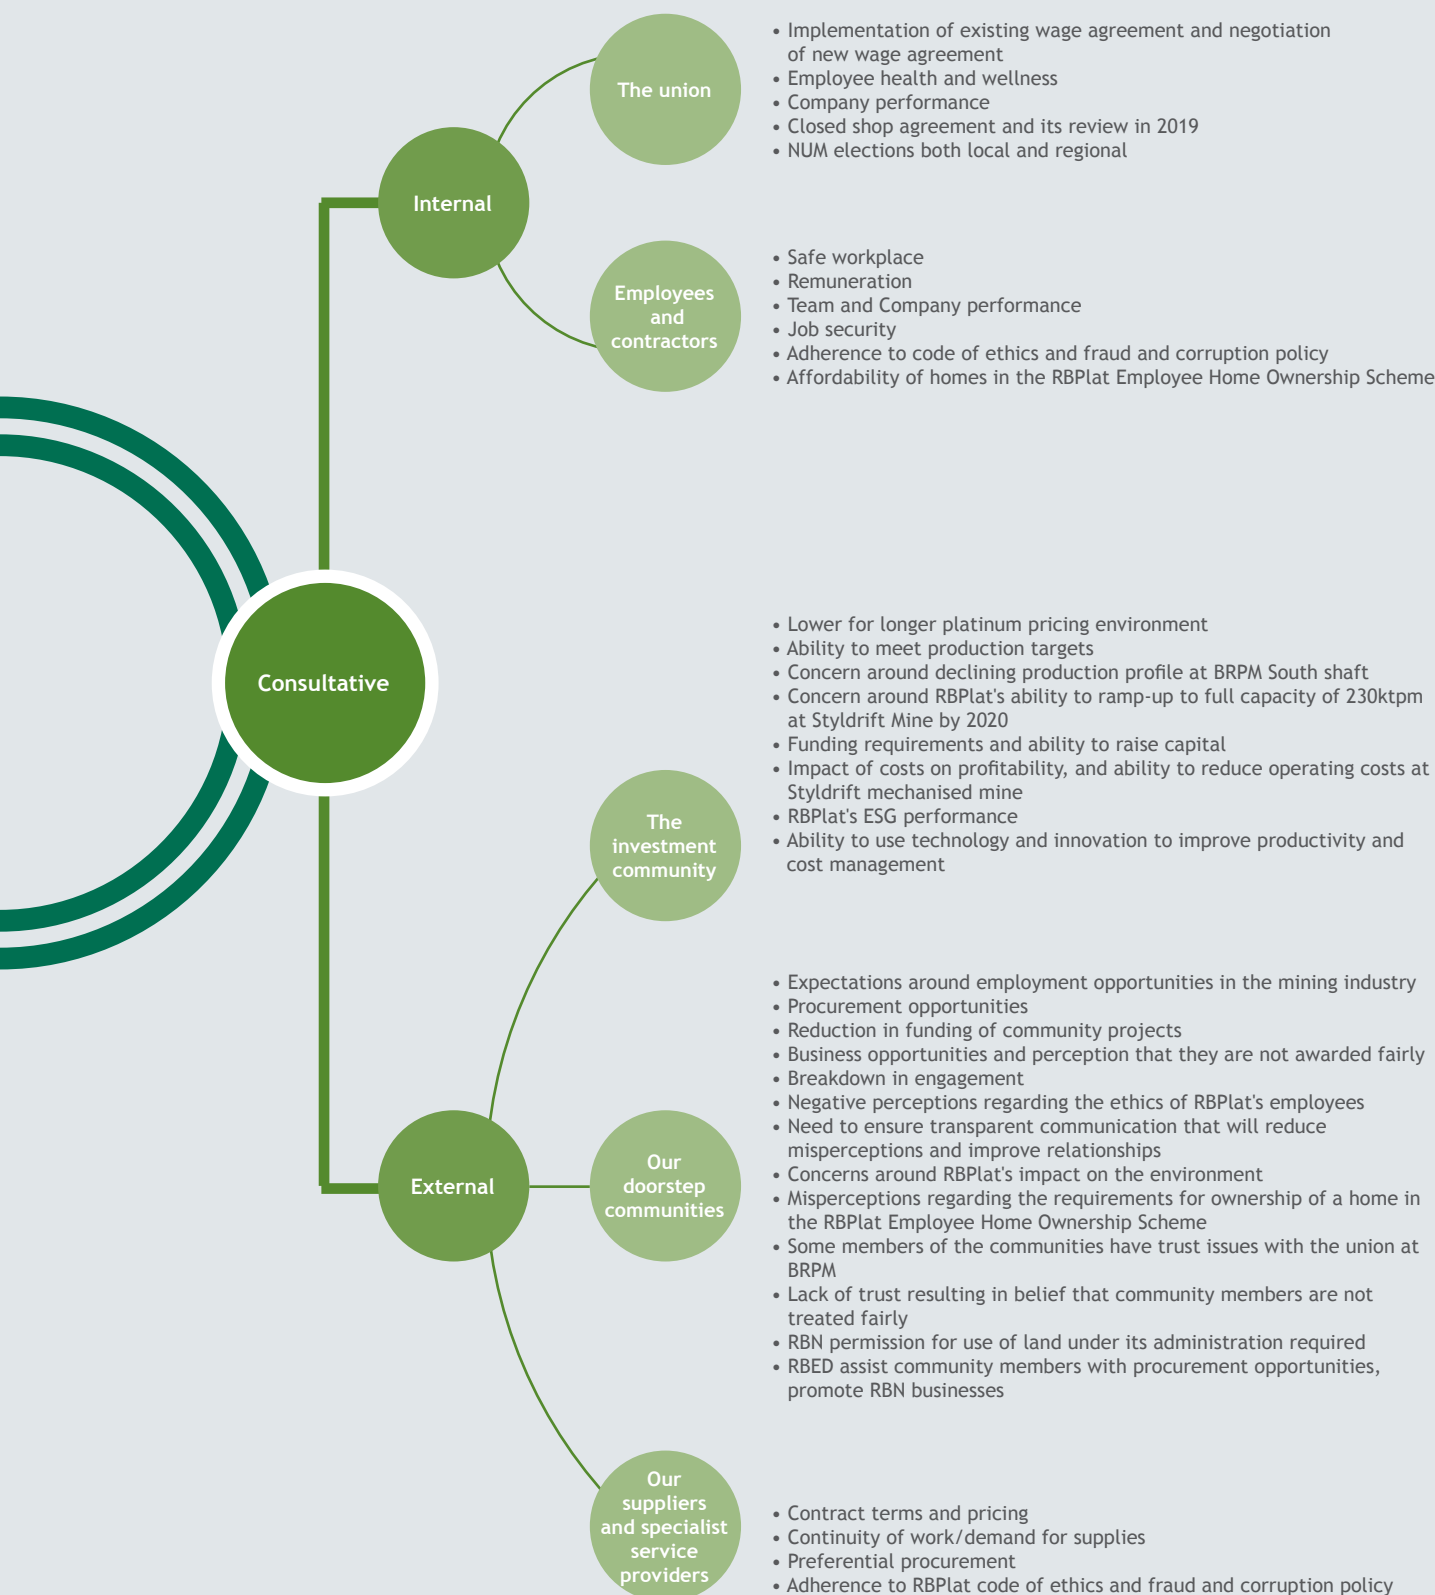 Consultative
Internal
The union
• Implementation of existing wage agreement and negotiation
of new wage agreement
• Employee health and wellness
• Company performance
• Closed shop agreement and its review in 2019
• NUM elections both local and regional
Employees
and
contractors
• Safe workplace
• Remuneration
• Team and Company performance
• Job security
• Adherence to code of ethics and fraud and corruption policy
• Affordability of homes in the RBPlat Employee Home Ownership Scheme
External
The
investment
community
• Lower for longer platinum pricing environment
• Ability to meet production targets
• Concern around declining production profile at BRPM South shaft
• Concern around RBPlat's ability to ramp-up to full capacity of 230ktpm
at Styldrift Mine by 2020
• Funding requirements and ability to raise capital
• Impact of costs on profitability, and ability to reduce operating costs at
Styldrift mechanised mine
• RBPlat's ESG performance
• Ability to use technology and innovation to improve productivity and
cost management
Our
doorstep
communities
• Expectations around employment opportunities in the mining industry
• Procurement opportunities
• Reduction in funding of community projects
• Business opportunities and perception that they are not awarded fairly
• Breakdown in engagement
• Negative perceptions regarding the ethics of RBPlat's employees
• Need to ensure transparent communication that will reduce
misperceptions and improve relationships
• Concerns around RBPlat's impact on the environment
• Misperceptions regarding the requirements for ownership of a home in
the RBPlat Employee Home Ownership Scheme
• Some members of the communities have trust issues with the union at
BRPM
• Lack of trust resulting in belief that community members are not
treated fairly
• RBN permission for use of land under its administration required
• RBED assist community members with procurement opportunities,
promote RBN businesses
Our
suppliers
and specialist
service
providers
• Contract terms and pricing
• Continuity of work/demand for supplies
• Preferential procurement
• Adherence to RBPlat code of ethics and fraud and corruption policy